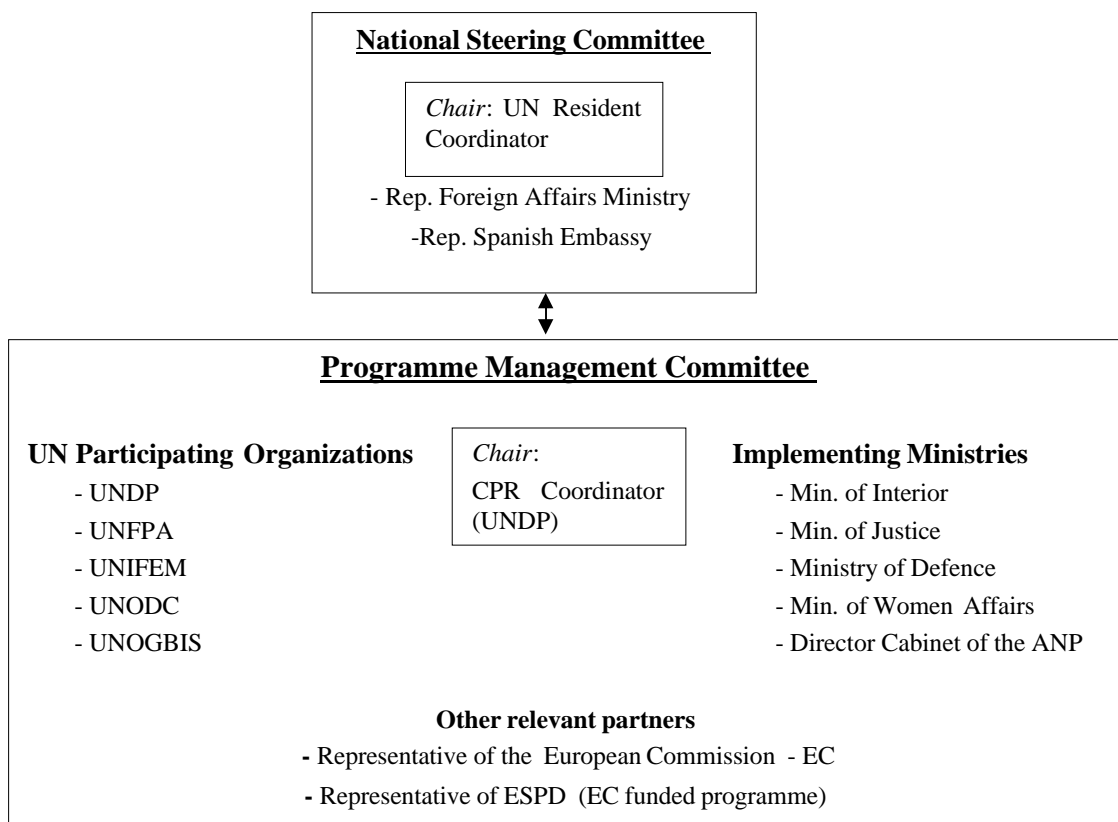 National Steering Committee
Chair: UN Resident
Coordinator
- Rep. Foreign Affairs Ministry
-Rep. Spanish Embassy
Programme Management Committee
UN Participating Organizations
- UNDP
- UNFPA
- UNIFEM
- UNODC
- UNOGBIS
Chair:
CPR Coordinator
(UNDP)
Implementing Ministries
- Min. of Interior
- Min. of Justice
- Ministry of Defence
- Min. of Women Affairs
- Director Cabinet of the ANP
Other relevant partners
- Representative of the European Commission - EC
- Representative of ESPD (EC funded programme)